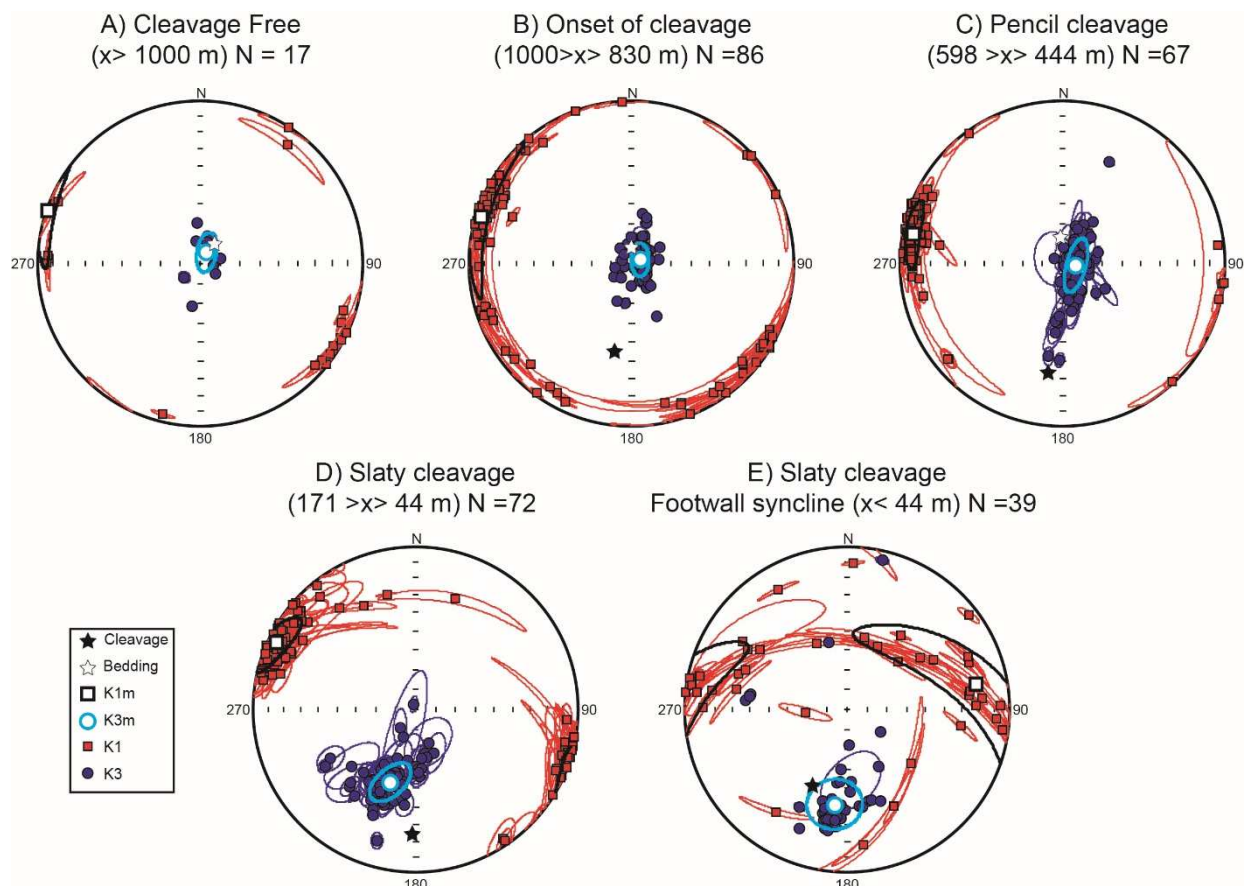 A) Cleavage Free
(x> 1000 m) N = 17
B) Onset of cleavage
(1000>x> 830 m) N =86
C) Pencil cleavage
(598 >x> 444 m) N =67
N
270
90
180
N
270
90
180
N
270
90
180
D) Slaty cleavage
(171 >x> 44 m) N =72
E) Slaty cleavage
Footwall syncline (x< 44 m) N =39
N
270
90
180
N
270
90
180
Cleavage
Bedding
K1m
K3m
K1
K3